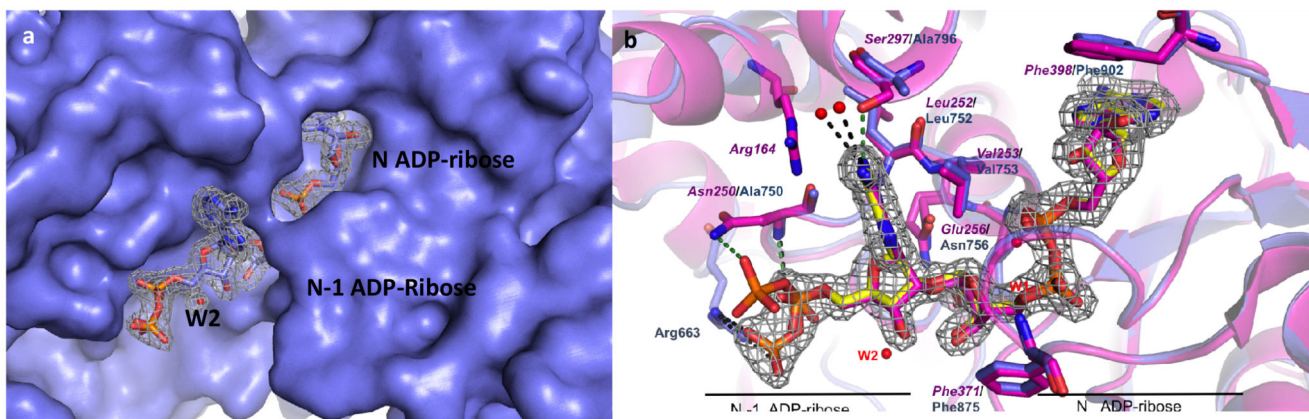 a
N ADP-ribose
N-1 ADP-Ribose
W2
b
Ser297/Ala796
Phe398/Phe902
Leu252/
Leu752
Arg164
Val253/
Val753
Asn250/Ala750
Glu256/
Asn756
W1
Arg663
W2
Phe371/
Phe875
N -1 ADP-ribose
N ADP-ribose